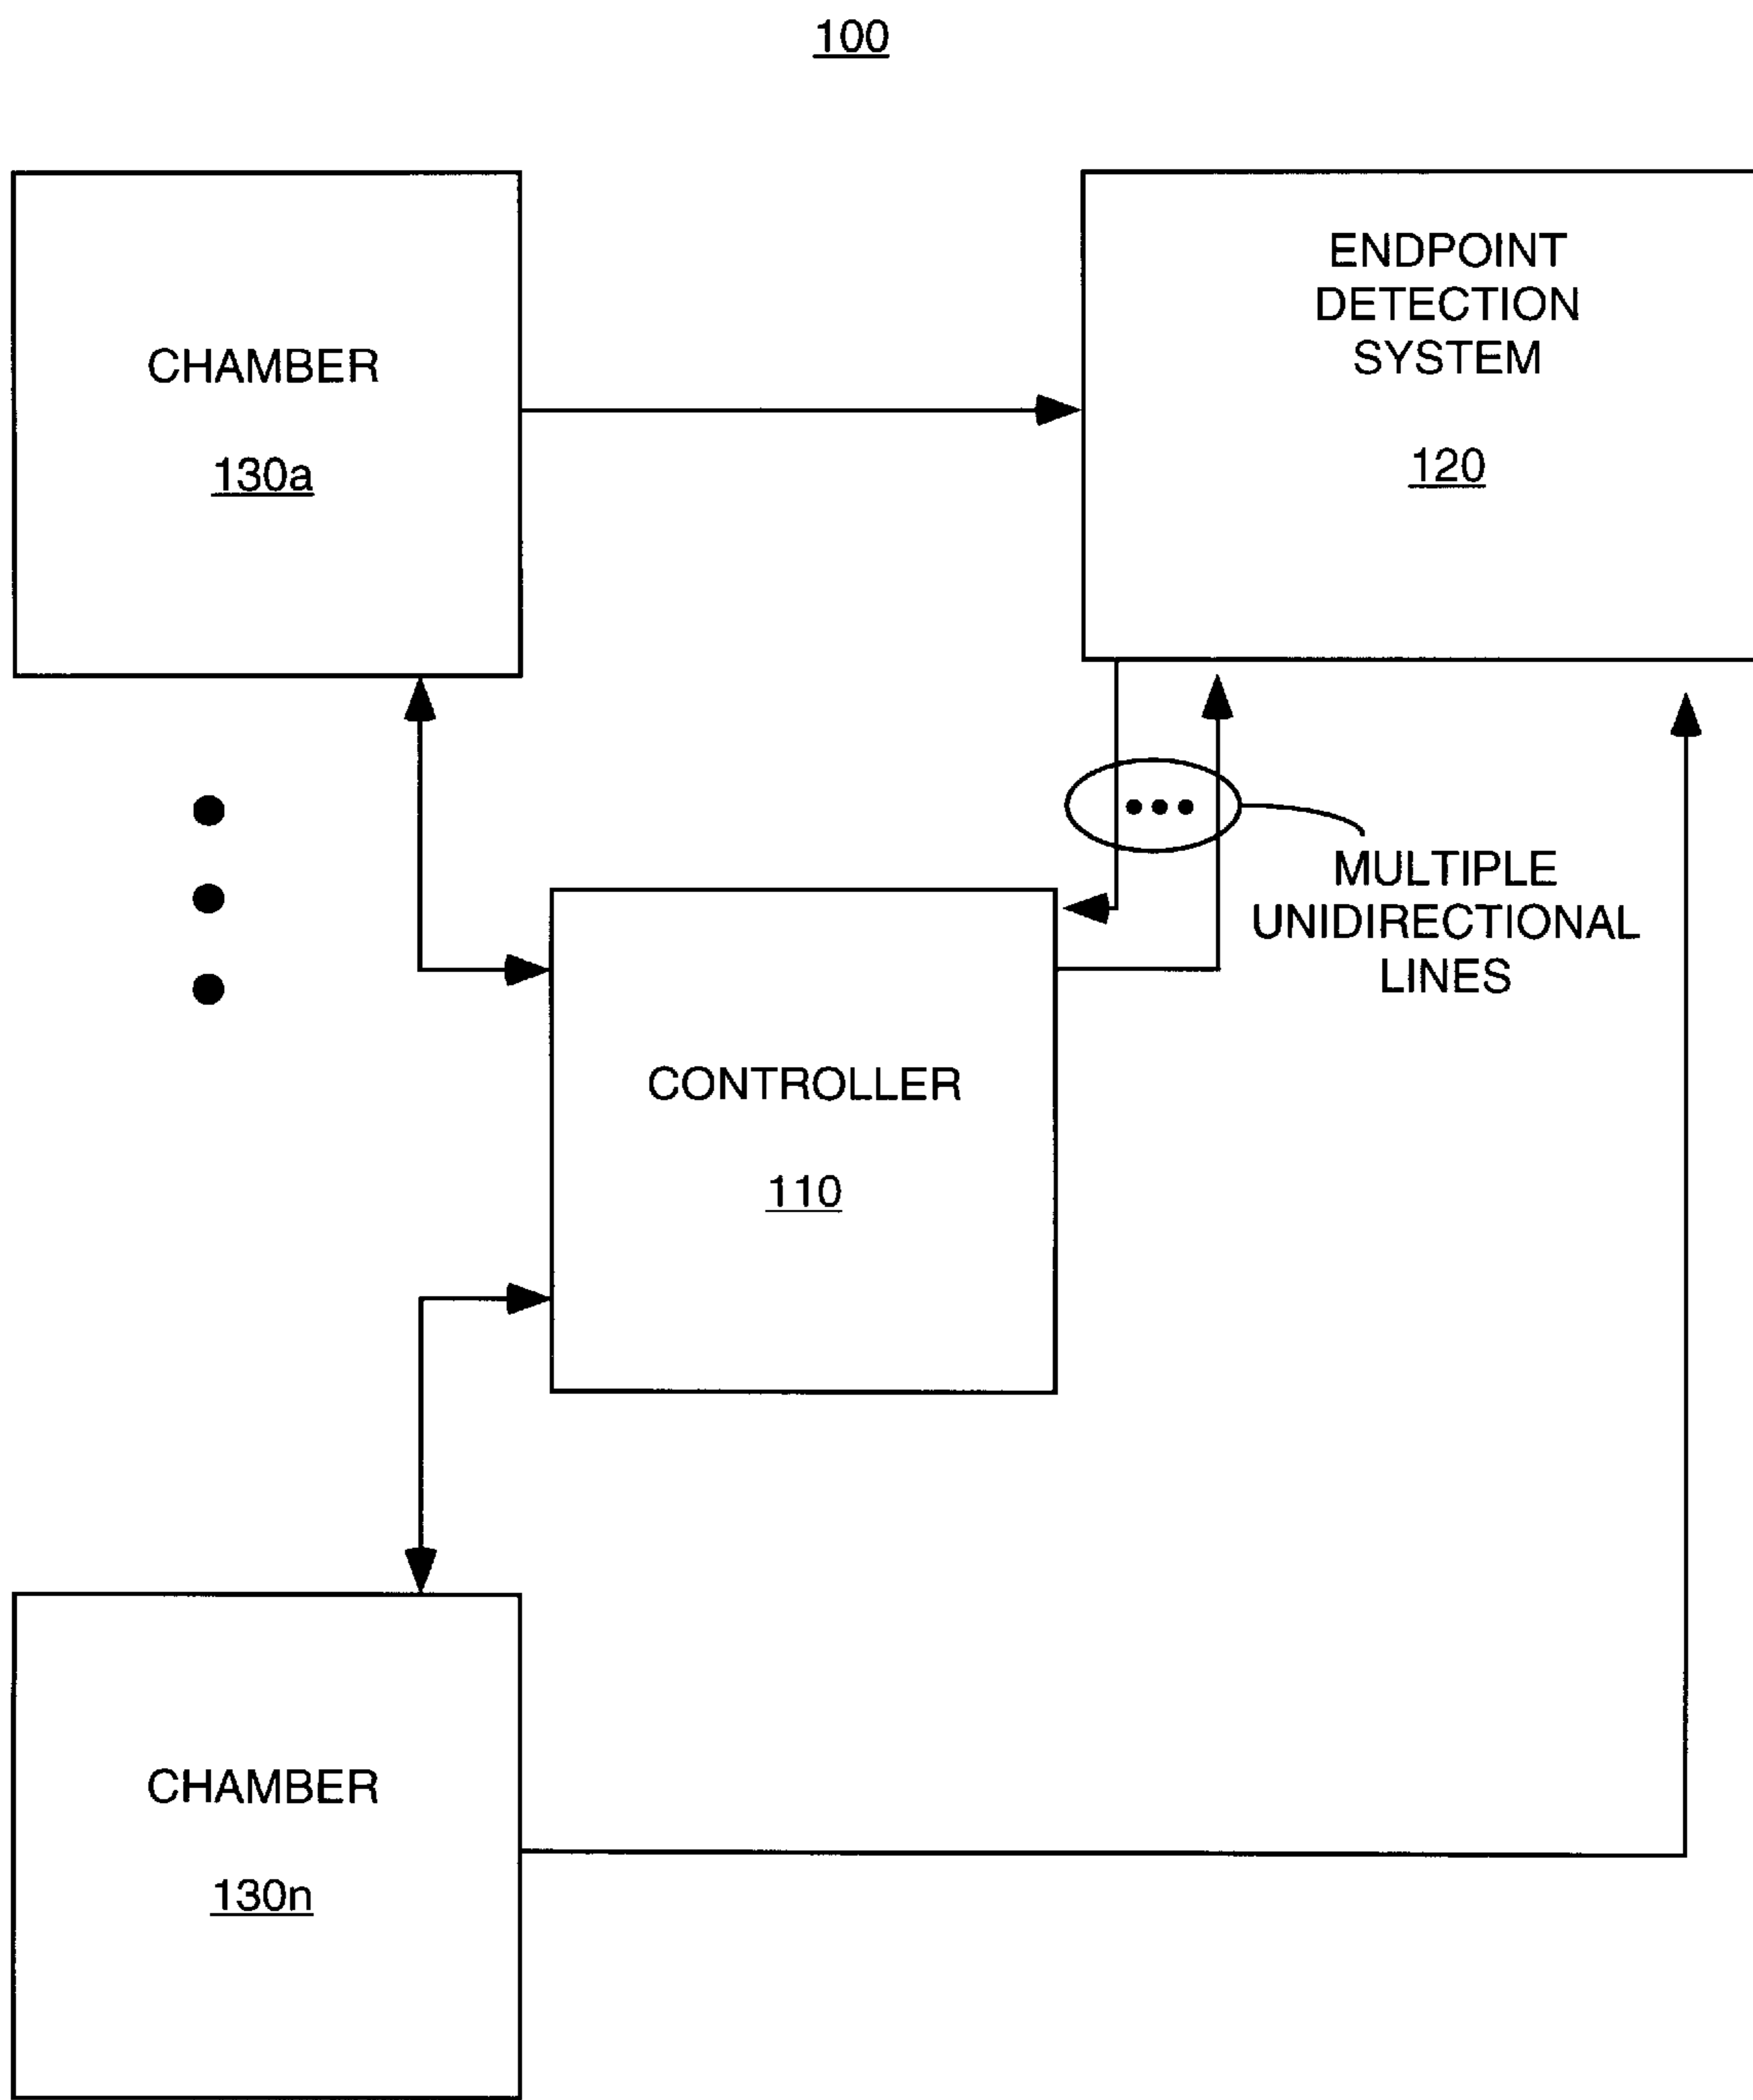 100
CHAMBER
130a
ENDPOINT
DETECTION
SYSTEM
120
MULTIPLE
UNIDIRECTIONAL
LINES
CONTROLLER
110
CHAMBER
130n